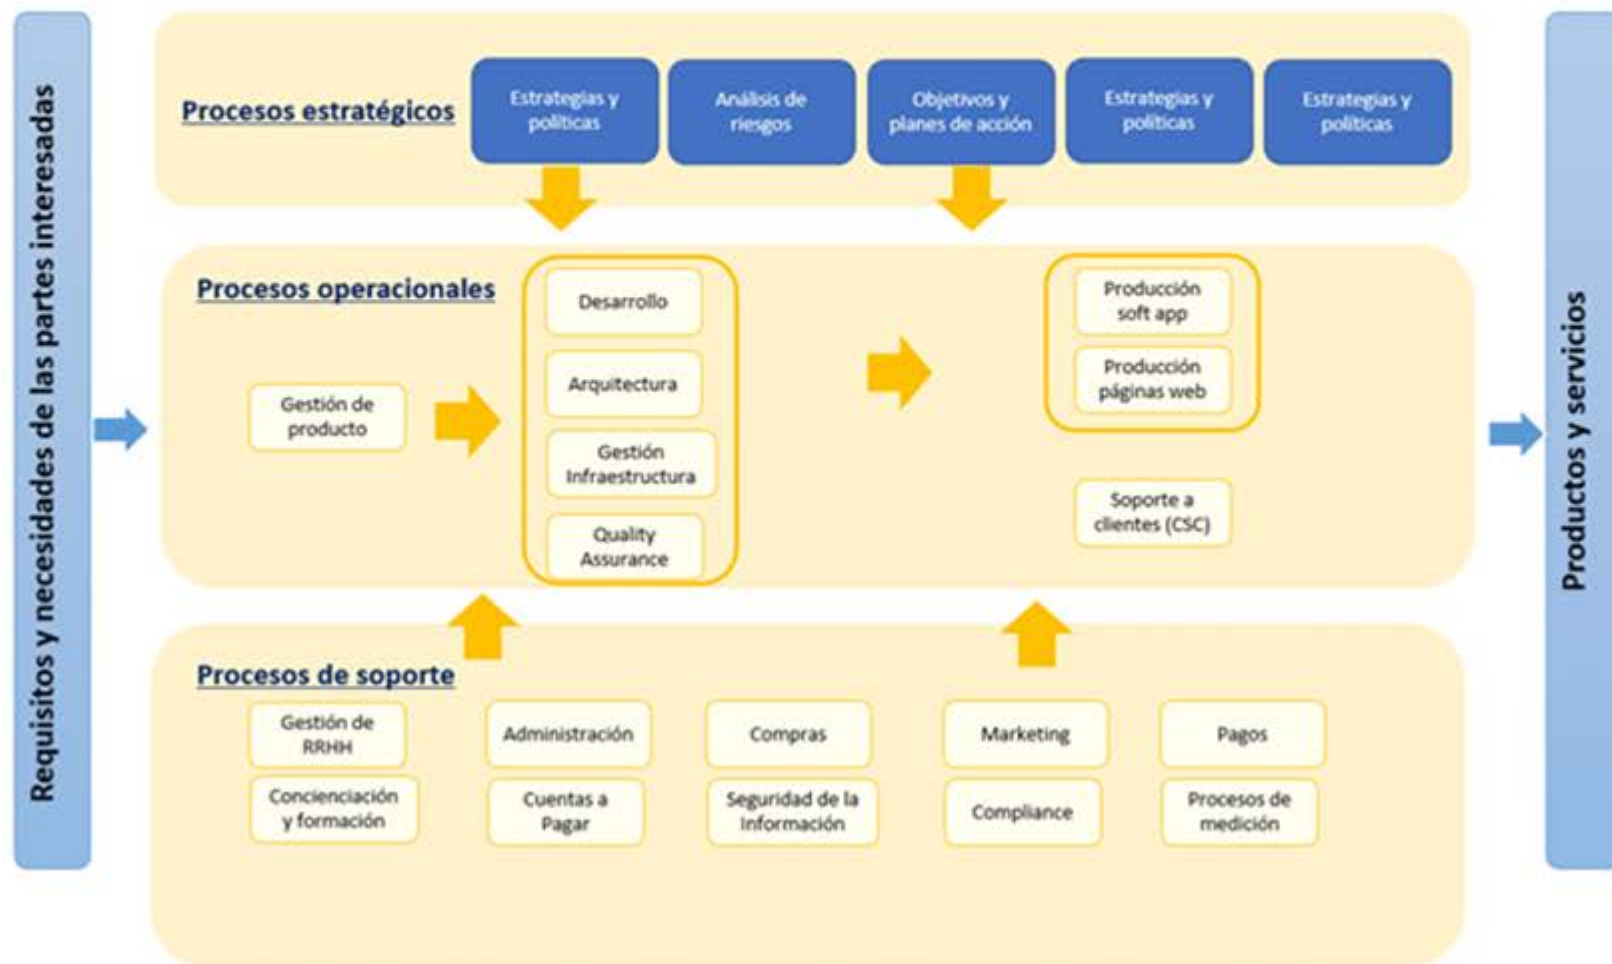 Requisitos y necesidades de las partes interesadas
Procesos estratégicos
Estrategias y
políticas
Análisis de
riesgos
Objetivos y
planes de acción
Estrategias y
políticas
Estrategias y
políticas
Procesos operacionales
Gestión de
producto
Desarrollo
Arquitectura
Gestión
Infraestructura
Quality
Assurance
Producción
soft app
Producción
páginas web
Soporte a
clientes (CSC)
Procesos de soporte
Gestión de
RRHH
Administración
Compras
Marketing
Pagos
Concienciación
y formación
Cuentas a
Pagar
Seguridad de la
Información
Compliance
Procesos de
medición
Productos y servicios